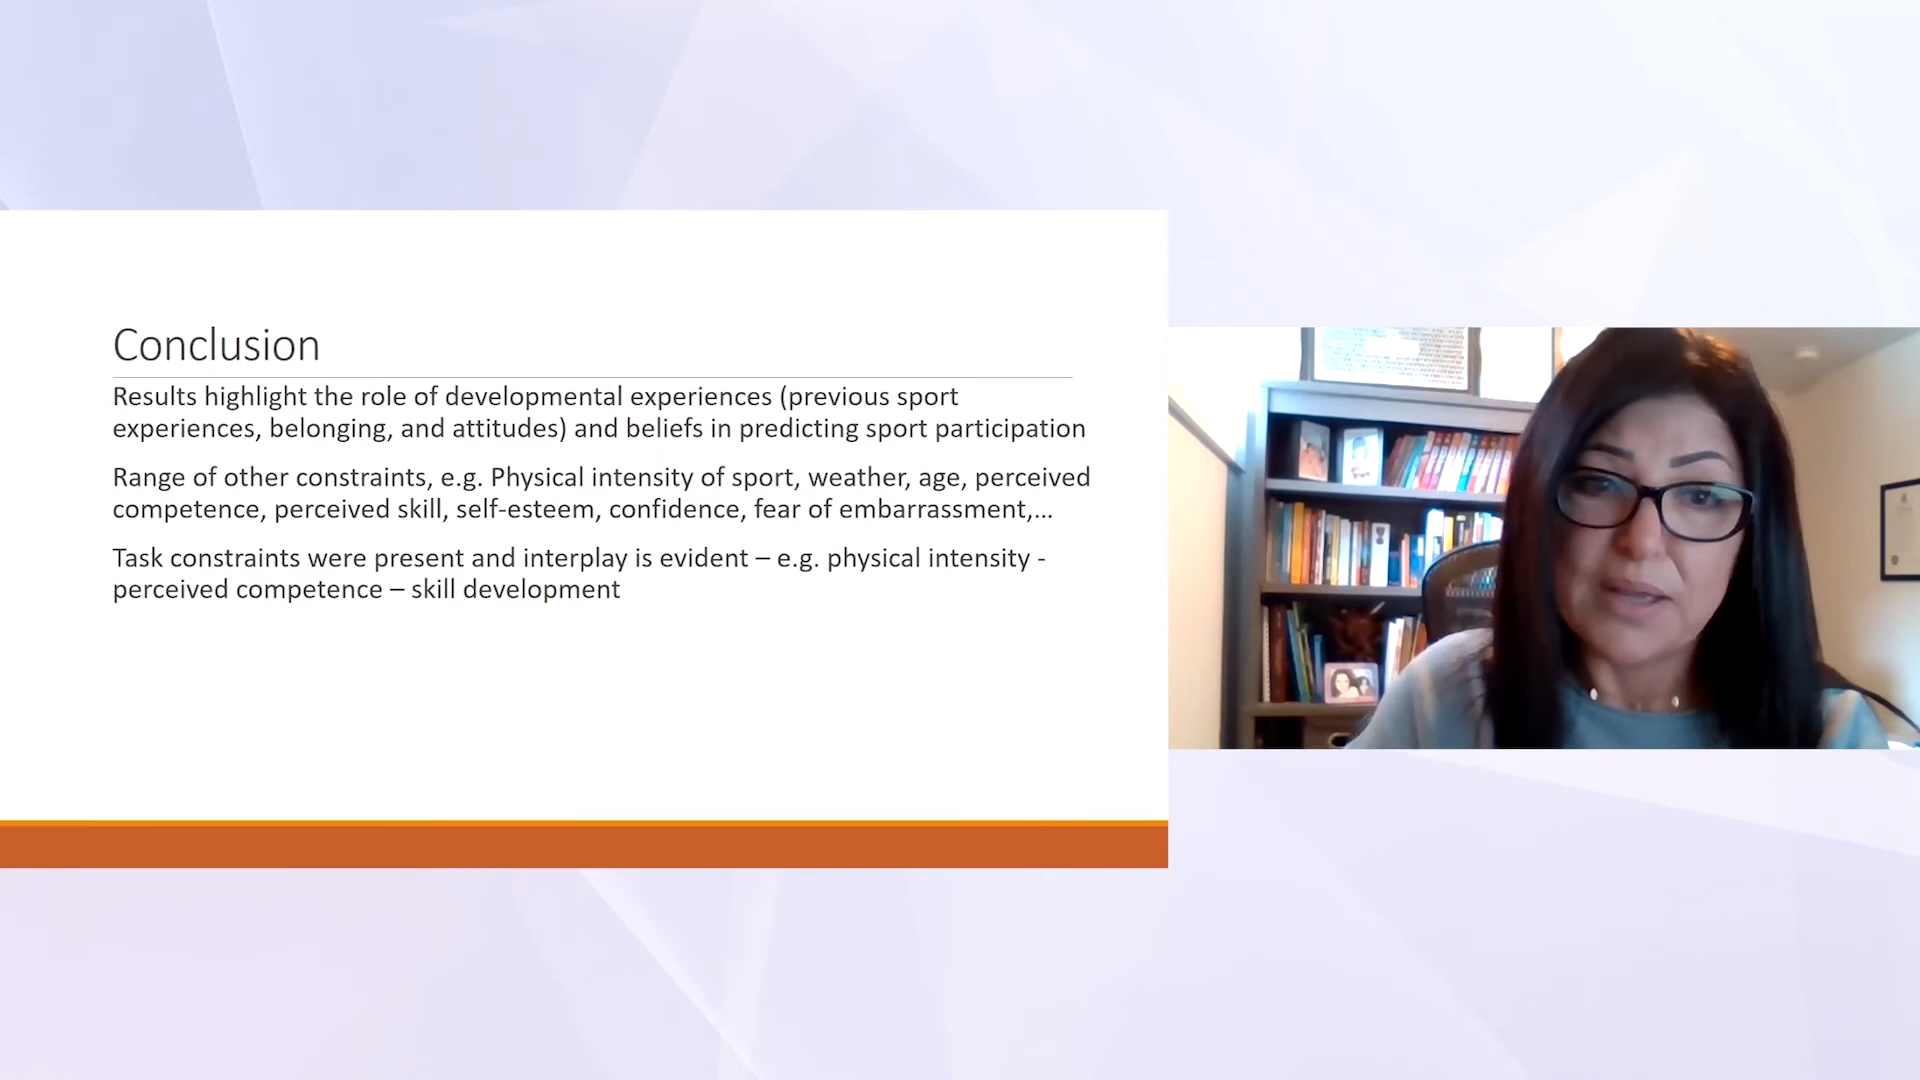 Conclusion
Results highlight the role of developmental experiences (previous sport
experiences, belonging, and attitudes) and beliefs in predicting sport participation
Range of other constraints, e.g. Physical intensity of sport, weather, age, perceived
competence, perceived skill, self-esteem, confidence, fear of embarrassment,...
Task constraints were present and interplay is evident – e.g. physical intensity -
perceived competence – skill development